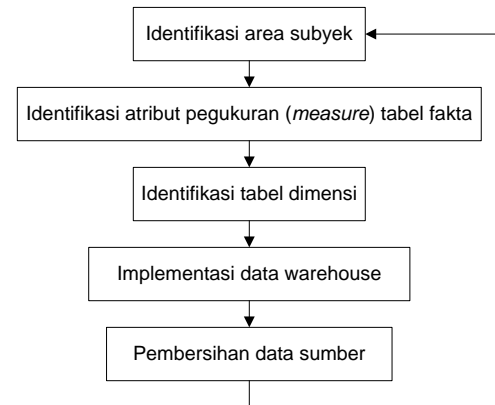 Identifikasi area subyek
Identifikasi atribut pegukuran (measure) tabel fakta
Identifikasi tabel dimensi
Implementasi data warehouse
Pembersihan data sumber